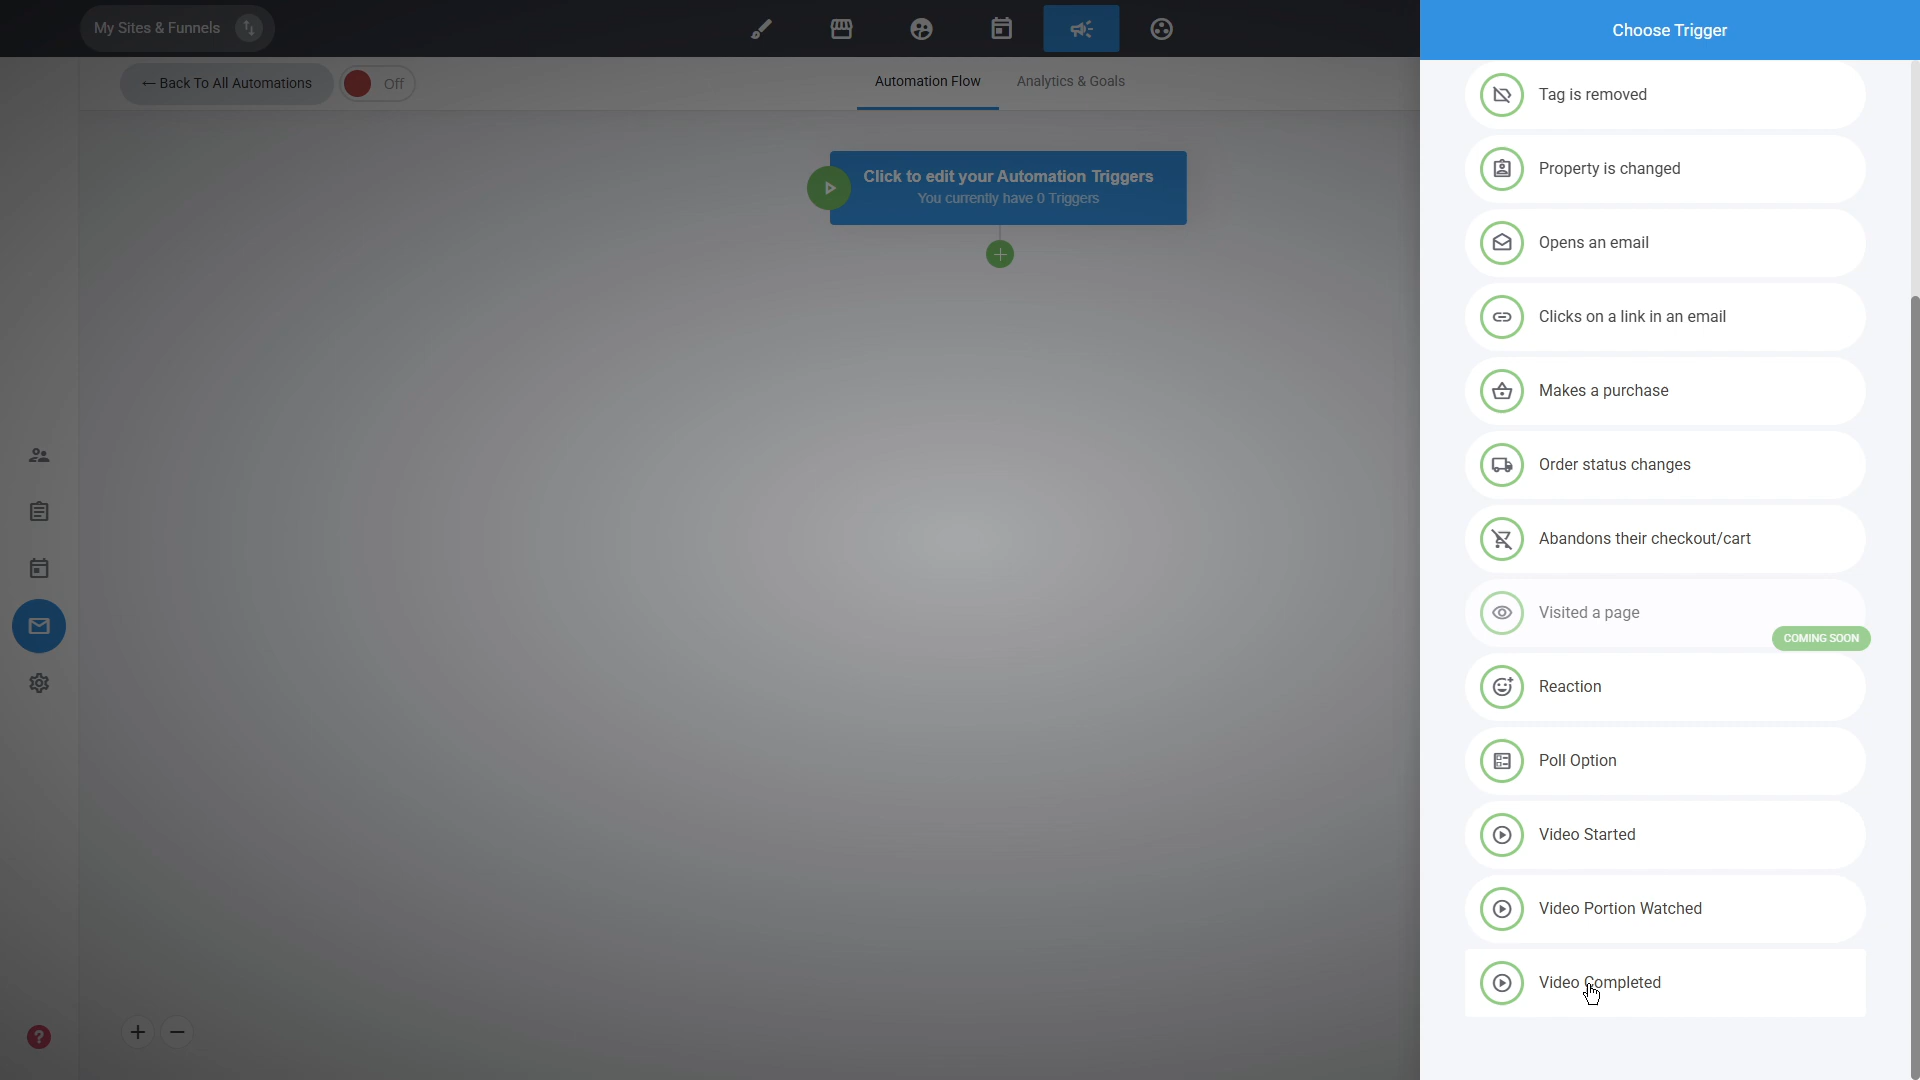 My Sites & Funnels
← Back To All Automations
Off
Automation Flow
Analytics & Goals
Click to edit your Automation Triggers
You currently have 0 Triggers
Choose Trigger
Tag is removed
Property is changed
Opens an email
Clicks on a link in an email
Makes a purchase
Order status changes
Abandons their checkout/cart
Visited a page
COMING SOON
Reaction
Poll Option
Video Started
Video Portion Watched
Video Completed
?